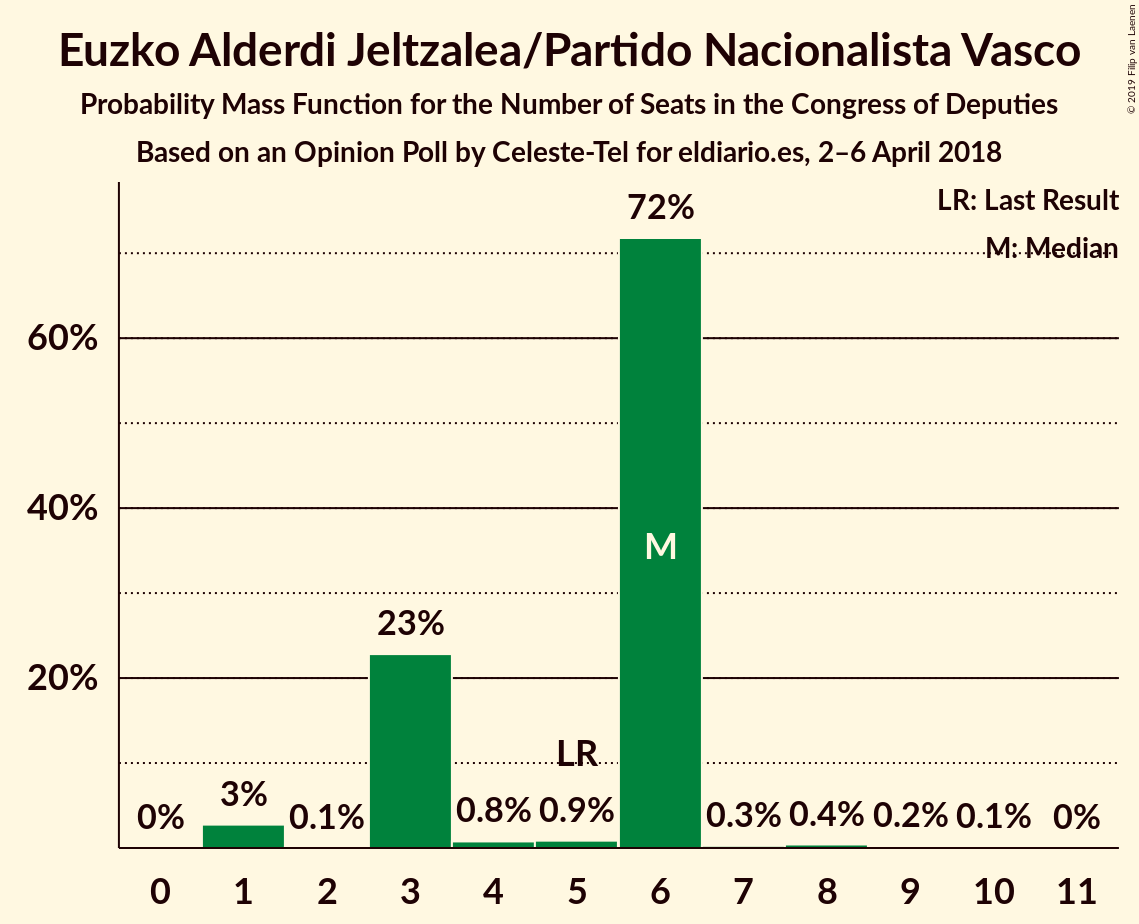 Euzko Alderdi Jeltzalea/Partido Nacionalista Vasco
Probability Mass Function for the Number of Seats in the Congress of Deputies
Based on an Opinion Poll by Celeste-Tel for eldiario.es, 2–6 April 2018
© 2019 Filip van Laenen
LR: Last Result
M: Median
72%
60%
40%
M
23%
20%
LR
0% 3% 0.1% 0.8% 0.9% 0.3% 0.4% 0.2% 0.1% 0%
0 1 2 3 4 5 6 7 8 9 10 11